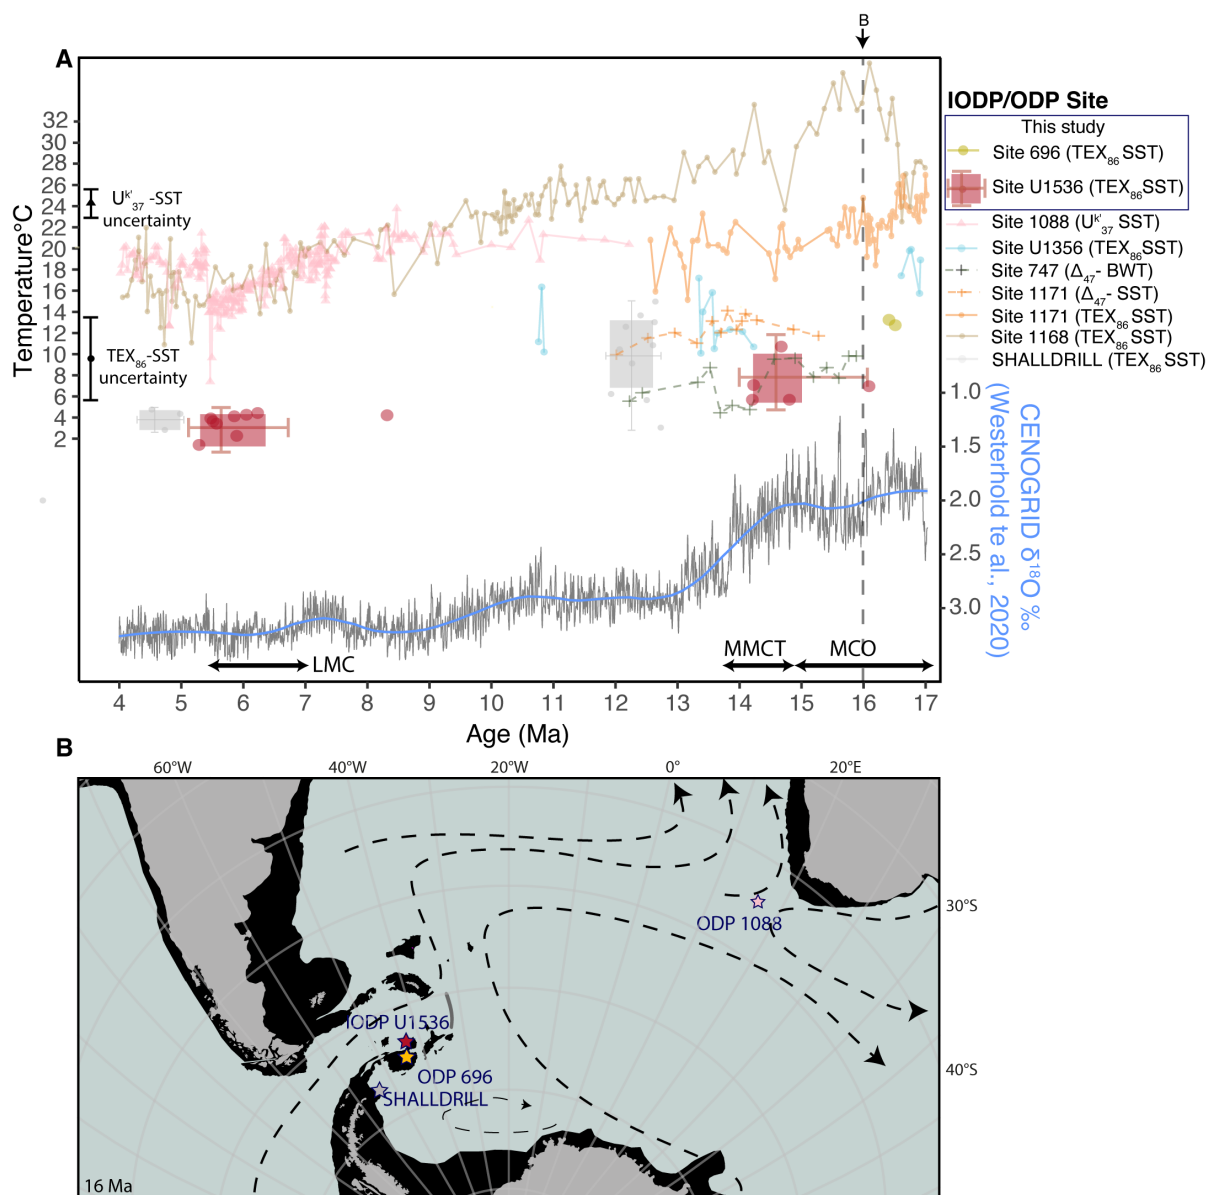 B
A
IODP/ODP Site
This study
Site 696 (TEX86 SST)
Site U1536 (TEX86SST)
Site 1088 (Uk'37 SST)
Site U1356 (TEX86SST)
Site 747 (Δ47- BWT)
Site 1171 (Δ47- SST)
Site 1171 (TEX86 SST)
Site 1168 (TEX86 SST)
SHALLDRILL (TEX86 SST)
Temperature°C
32
30
28
26
24
22
20
18
16
14
12
10
8
6
4
2
Uk'37 -SST
uncertainty
TEX86-SST
uncertainty
1.0
1.5
2.0
2.5
3.0
CENOGRID δ18O ‰
(Westerhold te al., 2020)
LMC
MMCT
MCO
4 5 6 7 8 9 10 11 12 13 14 15 16 17
Age (Ma)
B
60°W 40°W 20°W 0° 20°E
30°S
40°S
ODP 1088
IODP U1536
ODP 696
SHALLDRILL
16 Ma